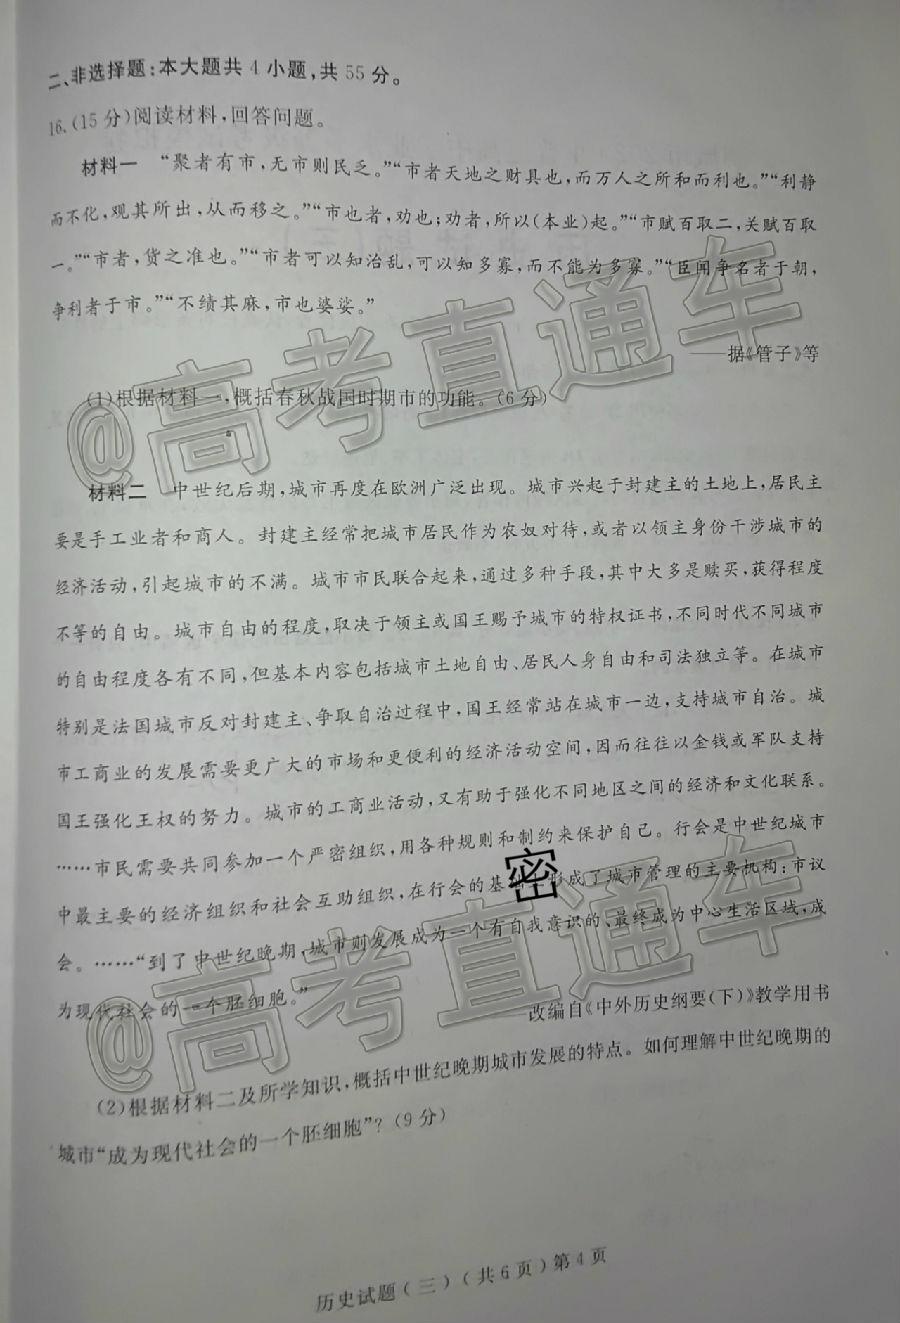 二、非选择题:本大题共 4 小题,共 55 分。
16.(15 分)阅读材料,回答问题。
材料一 “聚者有市,无市则民乏。”“市者天地之财具也,而万人之所和而利也。”“利静
而不化,观其所出,从而移之。”“市也者,劝也;劝者,所以(本业)起。”“市赋百取二,关赋百取
一。”“市者,货之准也。”“市者可以知治乱,可以知多寡,而不能为多寡。”“臣闻争名者于朝,
争利者于市。”“不绩其麻,市也婆娑。”
——据《管子》等
(1)根据材料一,概括春秋战国时期市的功能。(6 分)
材料二 中世纪后期,城市再度在欧洲广泛出现。城市兴起于封建主的土地上,居民主
要是手工业者和商人。封建主经常把城市居民作为农奴对待,或者以领主身份干涉城市的
经济活动,引起城市的不满。城市市民联合起来,通过多种手段,其中大多是赎买,获得程度
不等的自由。城市自由的程度,取决于领主或国王赐予城市的特权证书,不同时代不同城市
的自由程度各有不同,但基本内容包括城市土地自由、居民人身自由和司法独立等。在城市
特别是法国城市反对封建主、争取自治过程中,国王经常站在城市一边,支持城市自治。城
市工商业的发展需要更广大的市场和更便利的经济活动空间,因而往往以金钱或军队支持
国王强化王权的努力。城市的工商业活动,又有助于强化不同地区之间的经济和文化联系。
……市民需要共同参加一个严密组织,用各种规则和制约来保护自己。行会是中世纪城市
中最主要的经济组织和社会互助组织,在行会的基 形成了城市管理的主要机构:市议
会。……“到了中世纪晚期,城市则发展成为一个有自我意识的、最终成为中心生活区域,成
为现代社会的一个胚细胞。”
密
改编自《中外历史纲要(下)》教学用书
(2)根据材料二及所学知识,概括中世纪晚期城市发展的特点。如何理解中世纪晚期的
城市“成为现代社会的一个胚细胞”?(9 分)
历史试题(三)(共 6 页)第 4 页
@高考直通车
@高考直通车